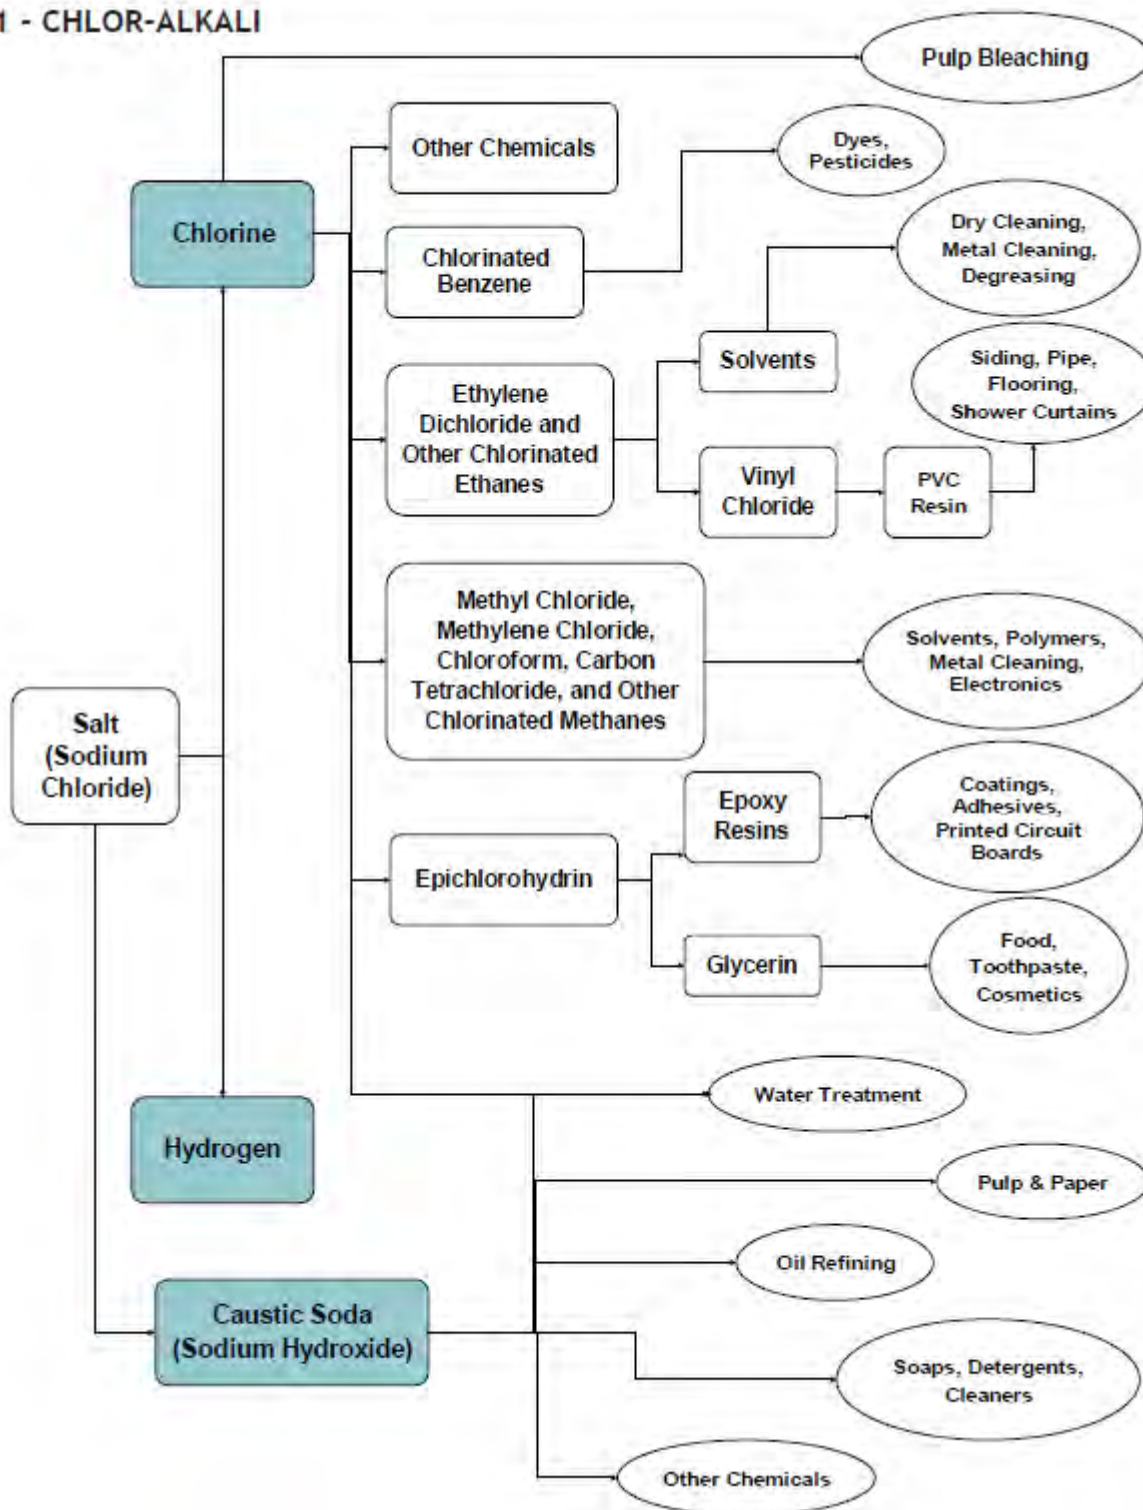 1 - CHLOR-ALKALI
Pulp Bleaching
Other Chemicals
Dyes,
Pesticides
Chlorine
Chlorinated
Benzene
Dry Cleaning,
Metal Cleaning,
Degreasing
Solvents
Siding, Pipe,
Flooring,
Shower Curtains
Ethylene
Dichloride and
Other Chlorinated
Ethanes
Vinyl
Chloride
PVC
Resin
Methyl Chloride,
Methylene Chloride,
Chloroform, Carbon
Tetrachloride, and Other
Chlorinated Methanes
Solvents, Polymers,
Metal Cleaning,
Electronics
Salt
(Sodium
Chloride)
Epoxy
Resins
Coatings,
Adhesives,
Printed Circuit
Boards
Epichlorohydrin
Glycerin
Food,
Toothpaste,
Cosmetics
Water Treatment
Hydrogen
Pulp & Paper
Oil Refining
Caustic Soda
(Sodium Hydroxide)
Soaps, Detergents,
Cleaners
Other Chemicals